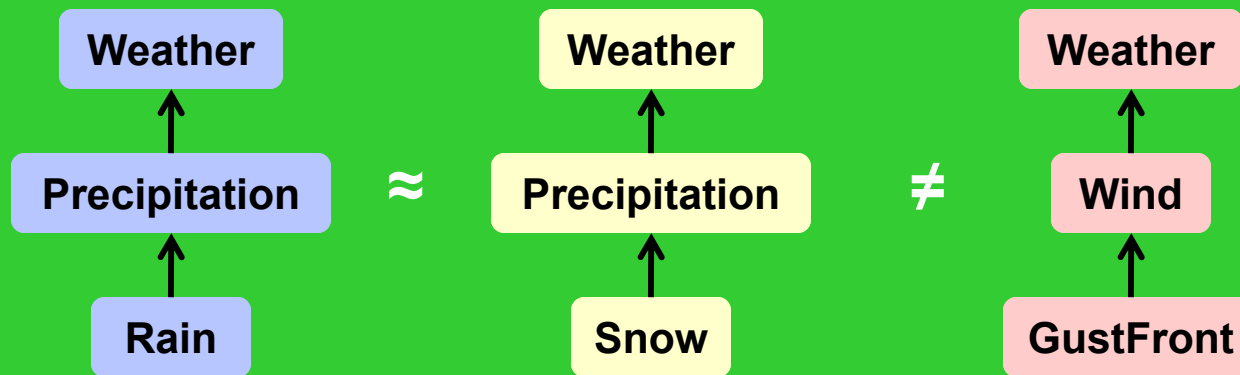 Weather
Weather
Weather
Precipitation
≈
Precipitation
≠
Wind
Rain
Snow
GustFront